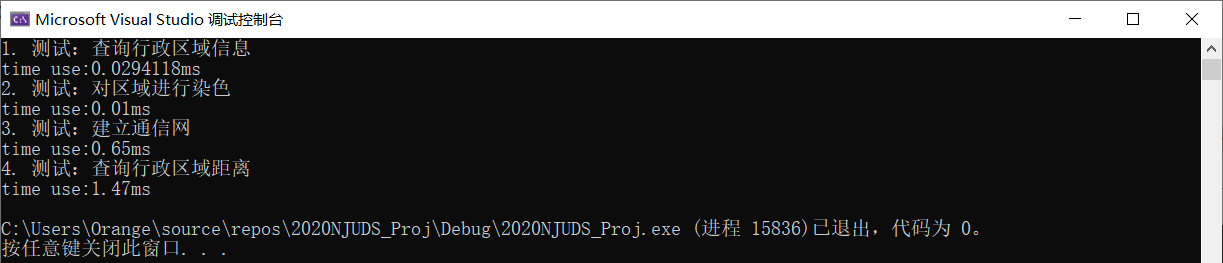 Microsoft Visual Studio 调试控制台
1. 测试：查询行政区域信息
time use:0.0294118ms
2. 测试：对区域进行染色
time use:0.01ms
3. 测试：建立通信网
time use:0.65ms
4. 测试：查询行政区域距离
time use:1.47ms
C:\Users\Orange\source\repos\2020NJUDS_Proj\Debug\2020NJUDS_Proj.exe (进程 15836)已退出，代码为 0。
按任意键关闭此窗口. . .